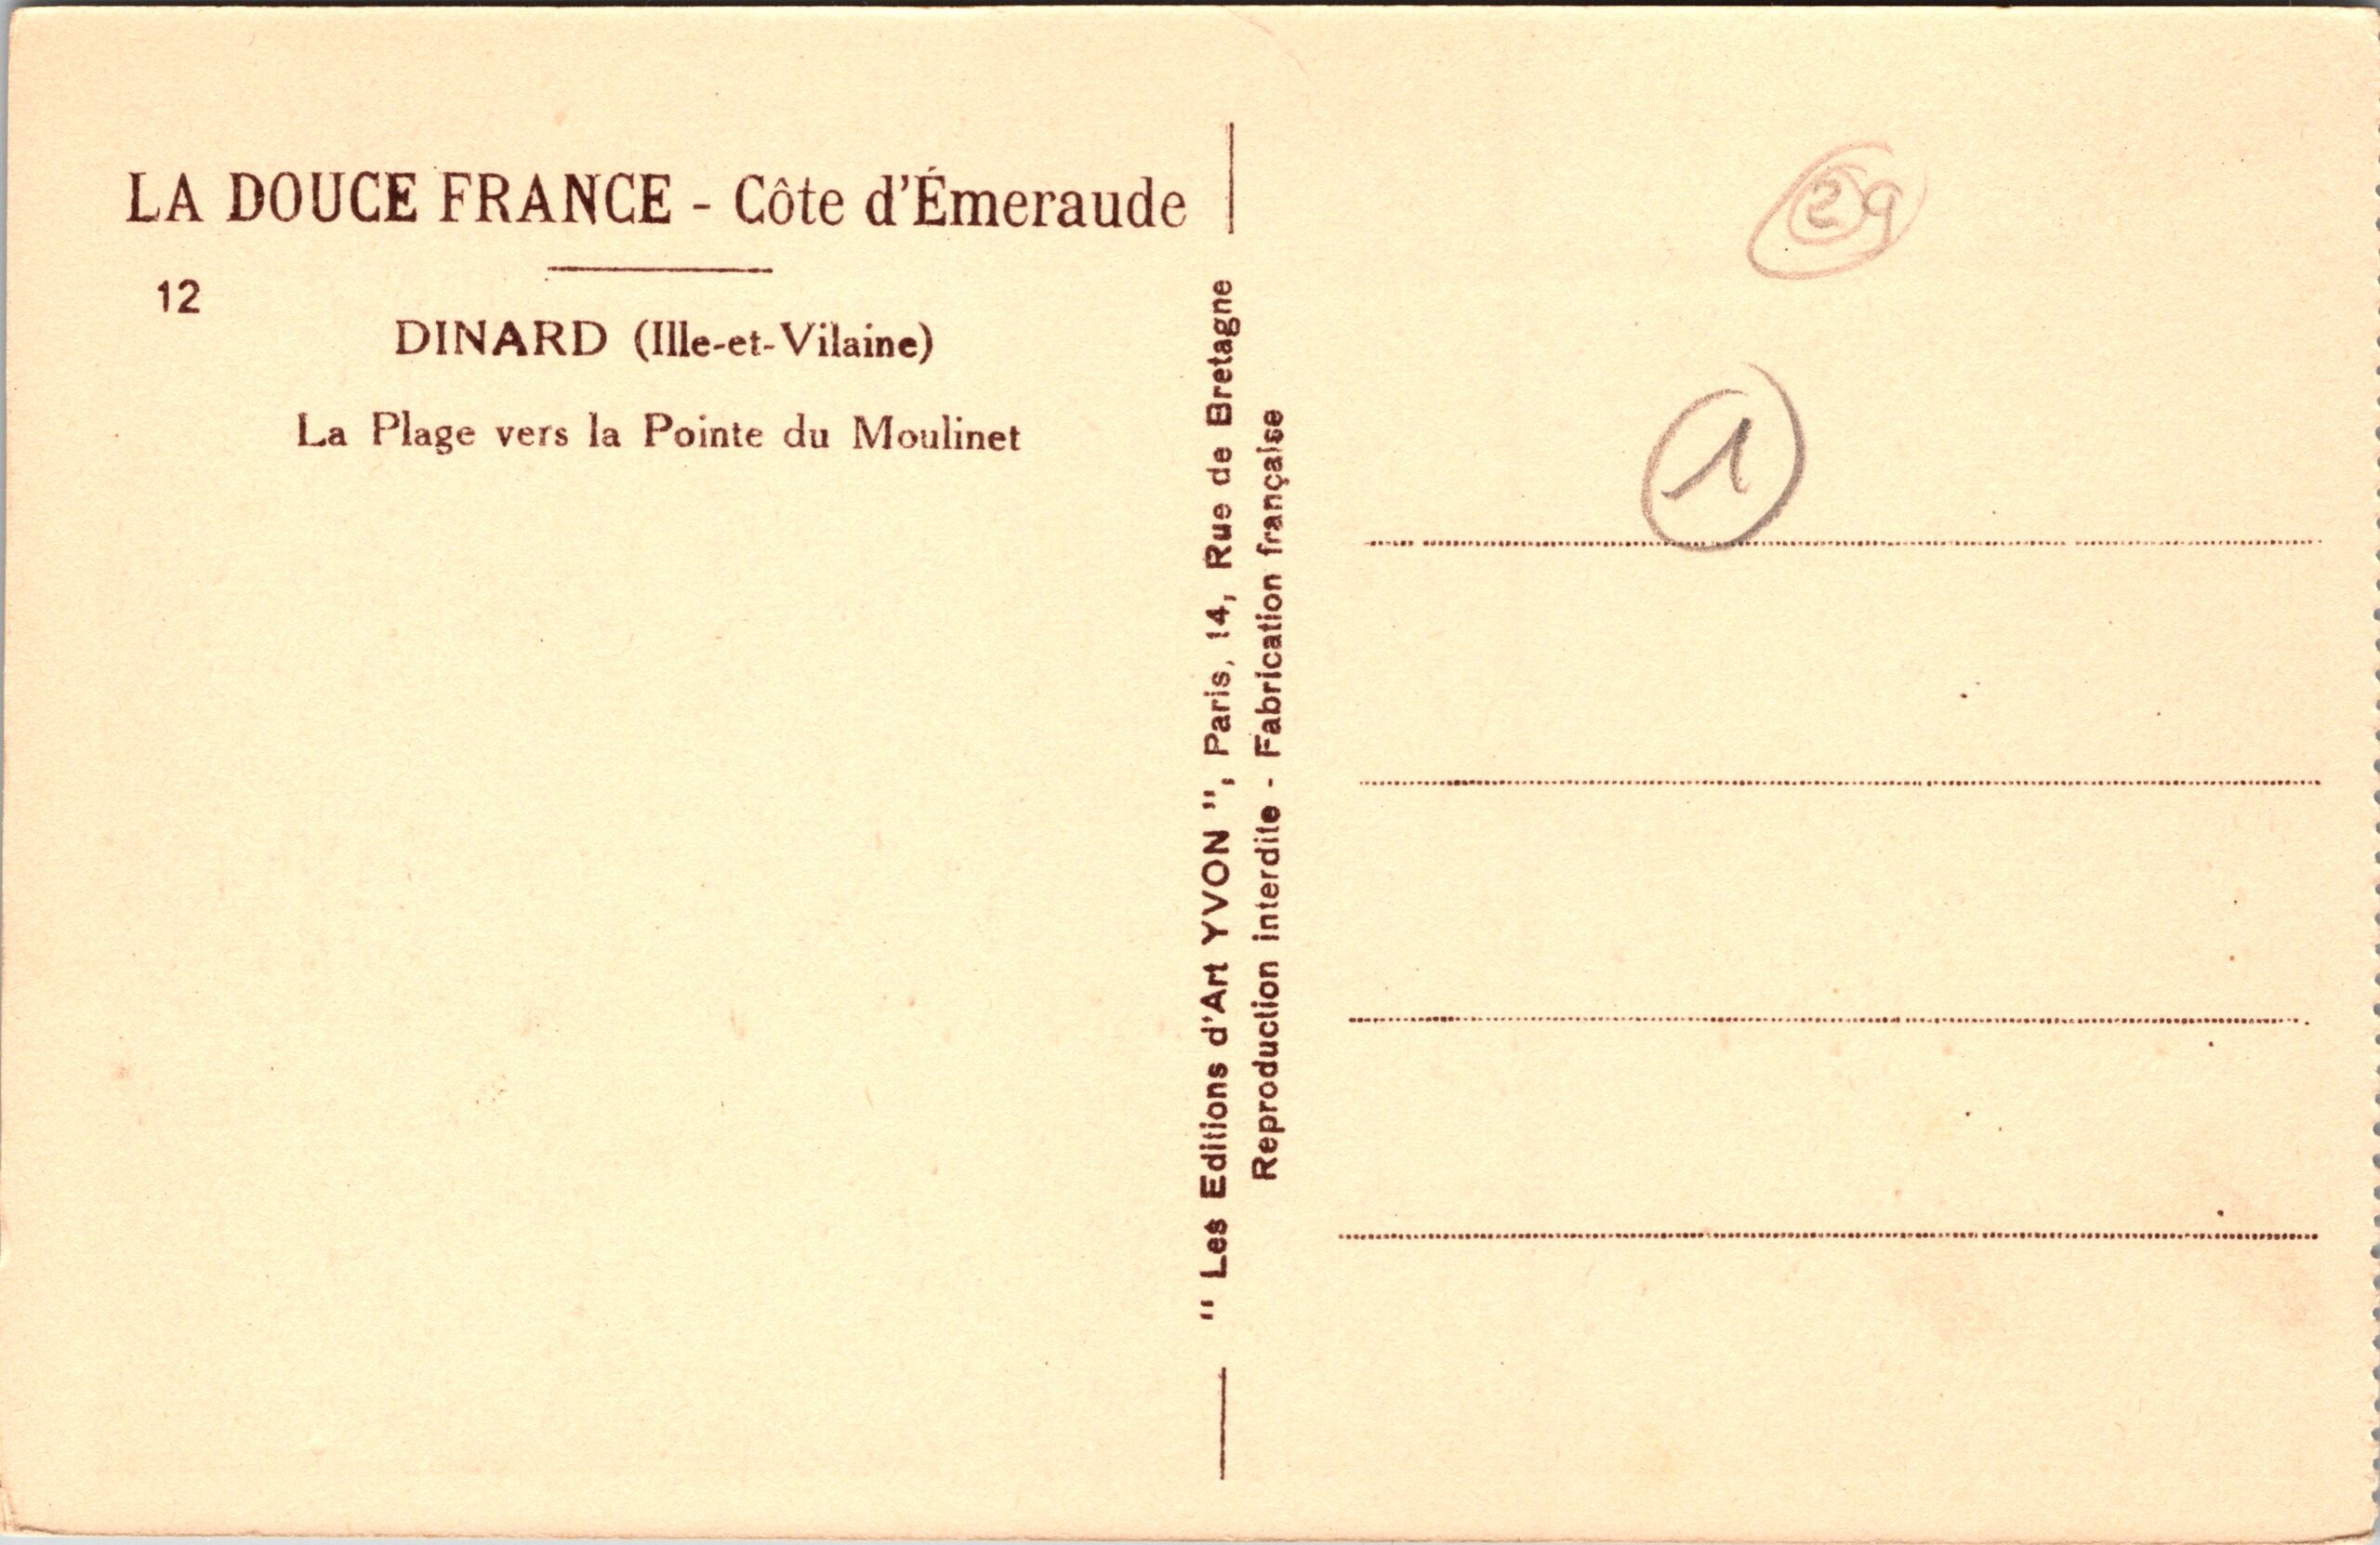 LA DOUCE FRANCE - Côte d'Émeraude
12
DINARD (Ille-et-Vilaine)
La Plage vers la Pointe du Moulinet
" Les Editions d'Art YVON ", Paris, 14, Rue de Bretagne
Reproduction interdite - Fabrication française
29
1